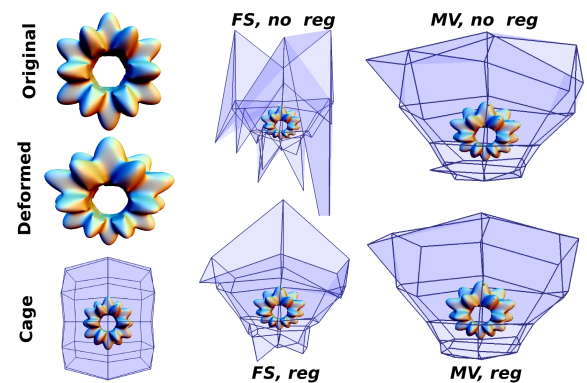 Original
FS, no reg
MV, no reg
Deformed
Cage
FS, reg
MV, reg